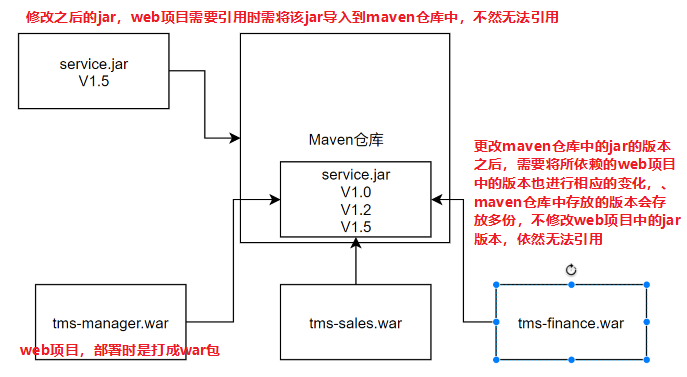 修改之后的jar，web项目需要引用时需将该jar导入到maven仓库中，不然无法引用
service.jar
V1.5
Maven仓库
service.jar
V1.0
V1.2
V1.5
更改maven仓库中的jar的版本
之后，需要将所依赖的web项目
中的版本也进行相应的变化，、
maven仓库中存放的版本会存
放多份，不修改web项目中的jar
版本，依然无法引用
tms-manager.war
tms-sales.war
tms-finance.war
web项目，部署时是打成war包